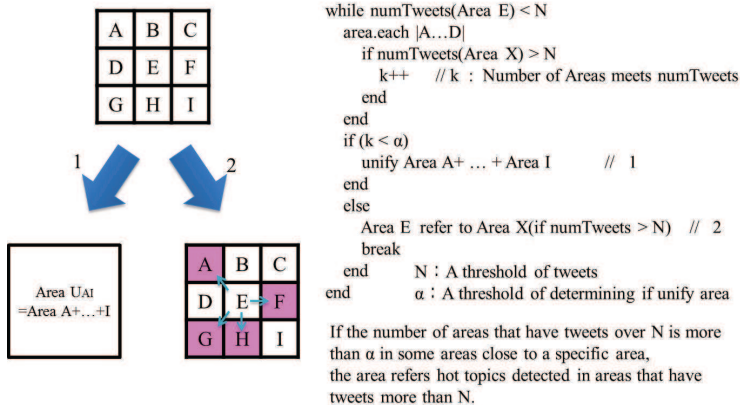 A B C
D E F
G H I
1
2
Area UAI
=Area A+...+I
A B C
D E F
G H I
while numTweets(Area E) < N
area.each |A…D|
if numTweets(Area X) > N
k++ // k : Number of Areas meets numTweets
end
end
if (k < α)
unify Area A+ … + Area I // 1
end
else
Area E refer to Area X(if numTweets > N) // 2
break
end N : A threshold of tweets
end α : A threshold of determining if unify area
If the number of areas that have tweets over N is more
than α in some areas close to a specific area,
the area refers hot topics detected in areas that have
tweets more than N.